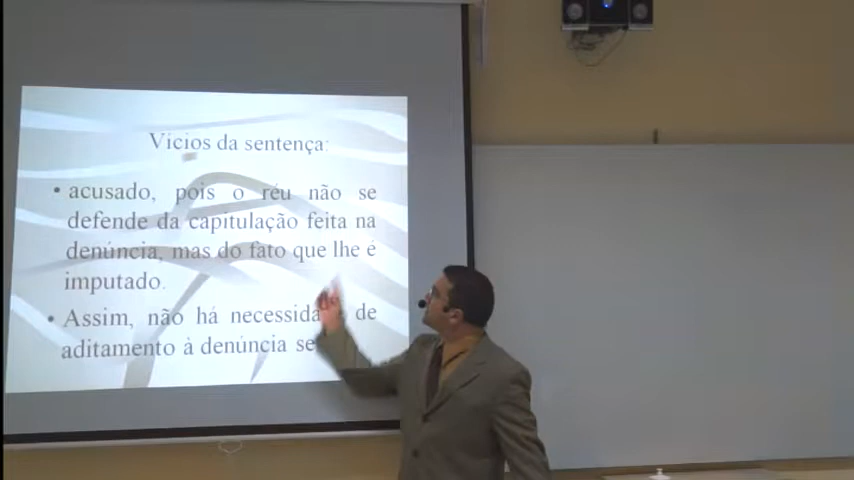 Vícios da sentença:
• acusado, pois o réu não se
defende da capitulação feita na
denúncia, mas do fato que lhe é
imputado.
• Assim, não há necessidade de
aditamento à denúncia se